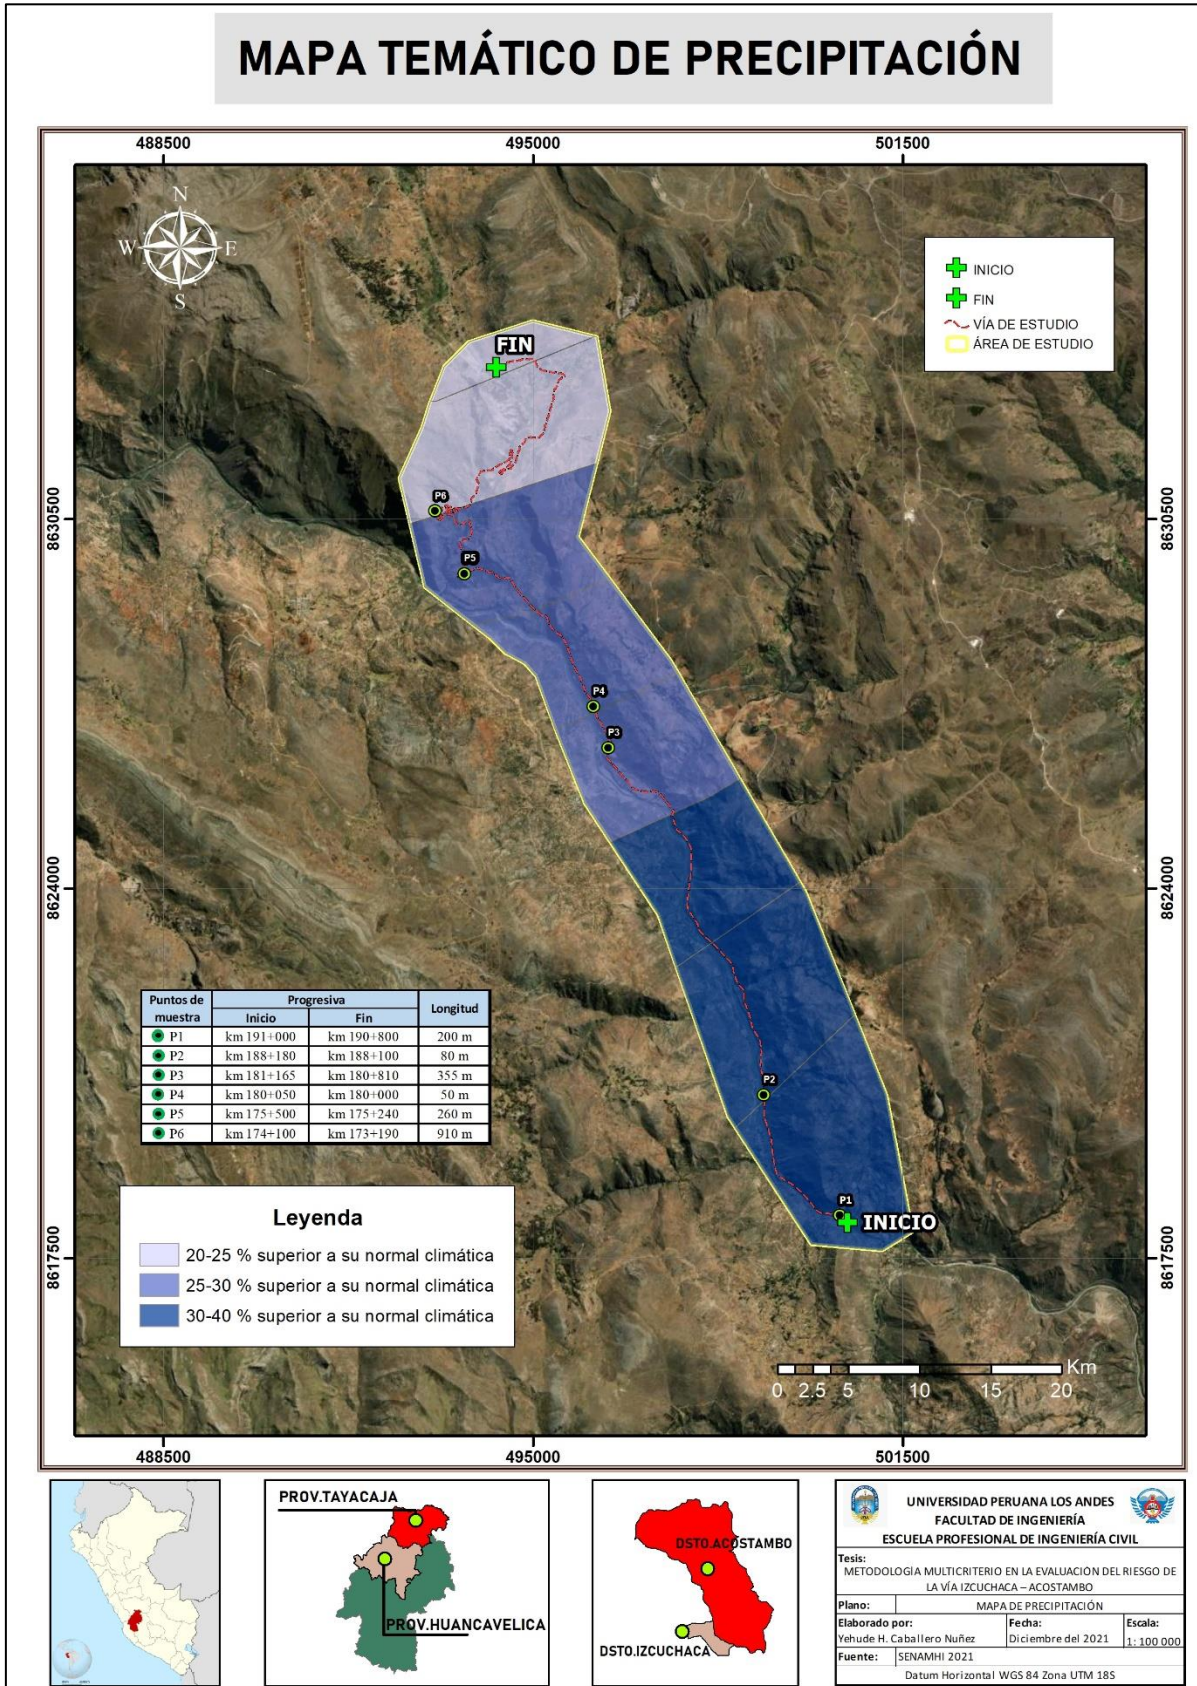 MAPA TEMÁTICO DE PRECIPITACIÓN
488500 495000 501500
N
W E
S
INICIO
FIN
VÍA DE ESTUDIO
ÁREA DE ESTUDIO
FIN
P6
8630500 8630500
P5
P4
P3
8624000 8624000
Puntos de muestra Progresiva Longitud
Inicio Fin
P1 km 191+000 km 190+800 200 m
P2 km 188+180 km 188+100 80 m
P3 km 181+165 km 180+810 355 m
P4 km 180+050 km 180+000 50 m
P5 km 175+500 km 175+240 260 m
P6 km 174+100 km 173+190 910 m
P2
P1
INICIO
Leyenda
20-25 % superior a su normal climática
25-30 % superior a su normal climática
30-40 % superior a su normal climática
8617500 8617500
Km
0 2.5 5 10 15 20
488500 495000 501500
PROV.TAYACAJA
PROV.HUANCAVELICA
DSTO.ACOSTAMBO
DSTO.IZCUCHACA
UNIVERSIDAD PERUANA LOS ANDES
FACULTAD DE INGENIERÍA
ESCUELA PROFESIONAL DE INGENIERÍA CIVIL
Tesis:
METODOLOGÍA MULTICRITERIO EN LA EVALUACIÓN DEL RIESGO DE
LA VÍA IZCUCHACA – ACOSTAMBO
Plano: MAPA DE PRECIPITACIÓN
Elaborado por: Fecha: Escala:
Yehude H. Caballero Nuñez Diciembre del 2021 1: 100 000
Fuente: SENAMHI 2021
Datum Horizontal WGS 84 Zona UTM 18S